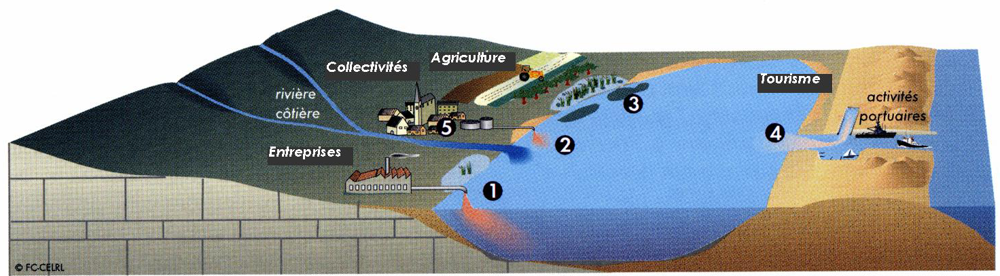 Agriculture
Collectivités
Tourisme
rivière
côtière
activités
portuaires
3
5
4
2
Entreprises
1
© FC-CELRL